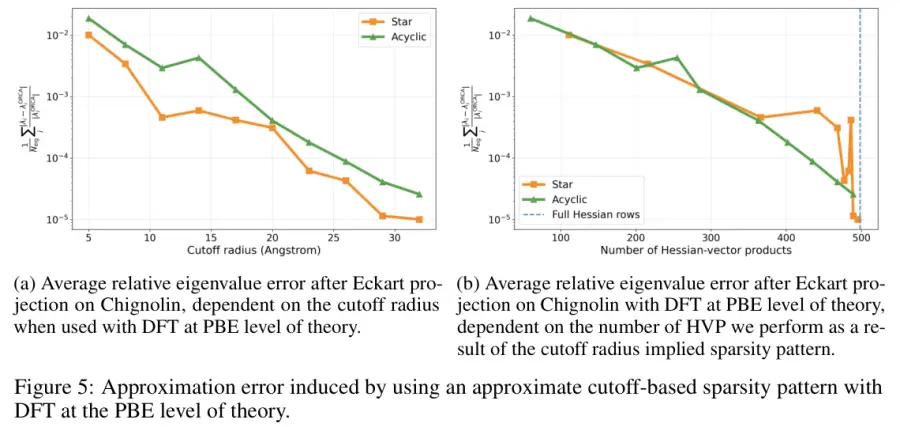 Star
Acyclic
10⁻²
10⁻³
10⁻⁴
10⁻⁵
5
10
15
20
25
30
Cutoff radius (Angstrom)
10⁻²
10⁻³
10⁻⁴
10⁻⁵
Star
Acyclic
Full Hessian rows
100
200
300
400
500
Number of Hessian-vector products
(a) Average relative eigenvalue error after Eckart pro-
jection on Chignolin, dependent on the cutoff radius
when used with DFT at PBE level of theory.
(b) Average relative eigenvalue error after Eckart pro-
jection on Chignolin with DFT at PBE level of theory,
dependent on the number of HVP we perform as a re-
sult of the cutoff radius implied sparsity pattern.
Figure 5: Approximation error induced by using an approximate cutoff-based sparsity pattern with
DFT at the PBE level of theory.